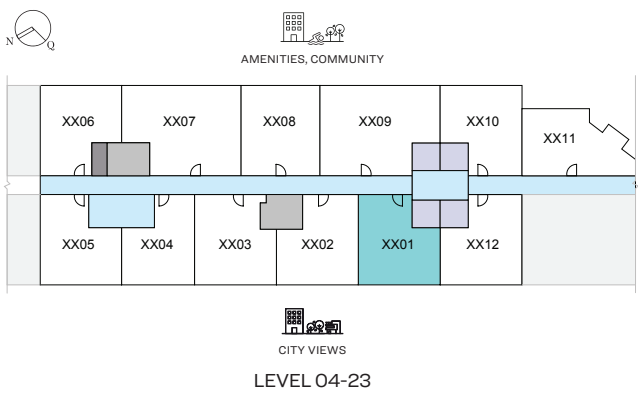 N
Q
AMENITIES, COMMUNITY
XX06 XX07 XX08 XX09 XX10 XX11
XX05 XX04 XX03 XX02 XX01 XX12
CITY VIEWS
LEVEL 04-23